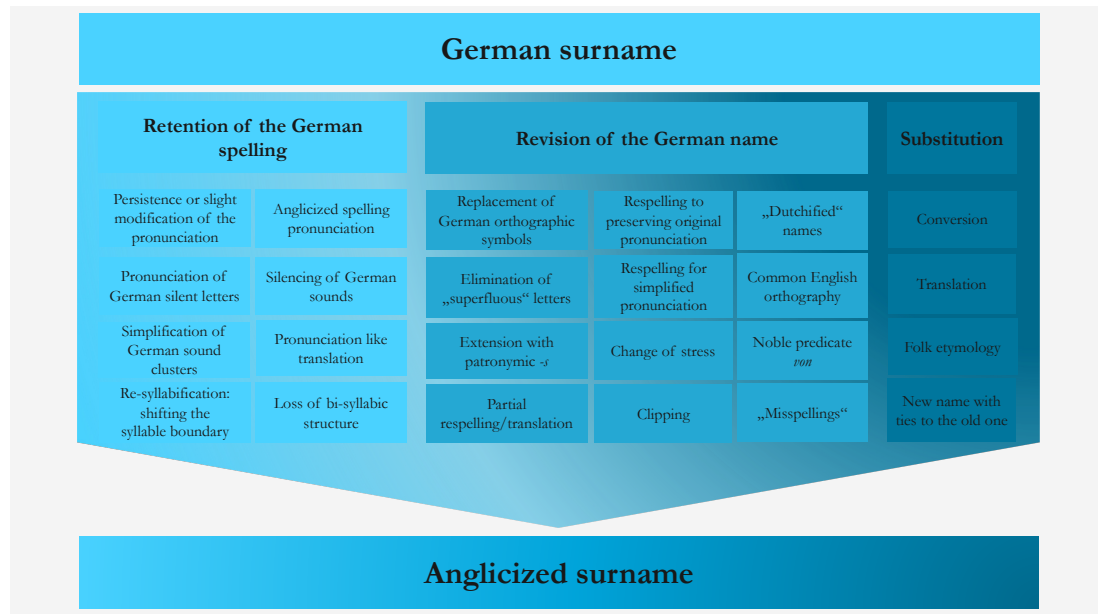 German surname
Retention of the German
spelling
Revision of the German name
Substitution
Persistence or slight
modification of the
pronunciation
Anglicized spelling
pronunciation
Replacement of
German orthographic
symbols
Respelling to
preserving original
pronunciation
„Dutchified“
names
Conversion
Pronunciation of
German silent letters
Silencing of German
sounds
Elimination of
„superfluous“ letters
Respelling for
simplified
pronunciation
Common English
orthography
Translation
Simplification of
German sound
clusters
Pronunciation like
translation
Extension with
patronymic -s
Change of stress
Noble predicate
von
Folk etymology
Re-syllabification:
shifting the
syllable boundary
Loss of bi-syllabic
structure
Partial
respelling/translation
Clipping
„Misspellings“
New name with
ties to the old one
Anglicized surname